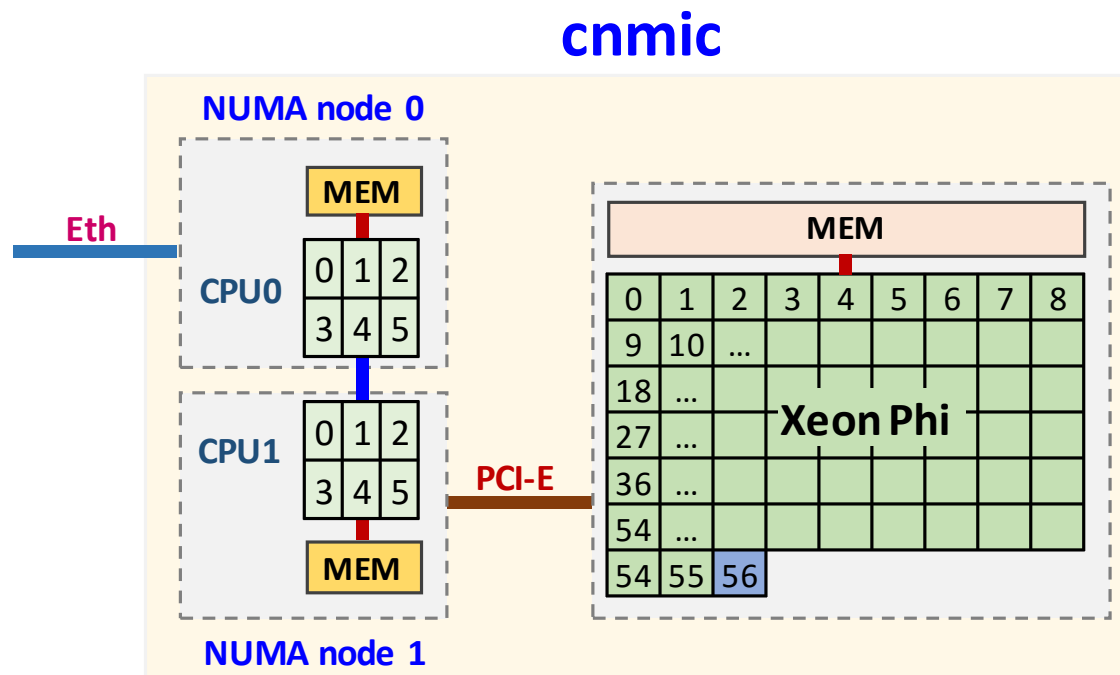 cnmic
NUMA node 0
MEM
Eth
CPU0
0 1 2
3 4 5
CPU1
0 1 2
3 4 5
MEM
NUMA node 1
PCI-E
MEM
0 1 2 3 4 5 6 7 8
9 10 ...
18 ...
Xeon Phi
27 ...
36 ...
54 ...
54 55 56